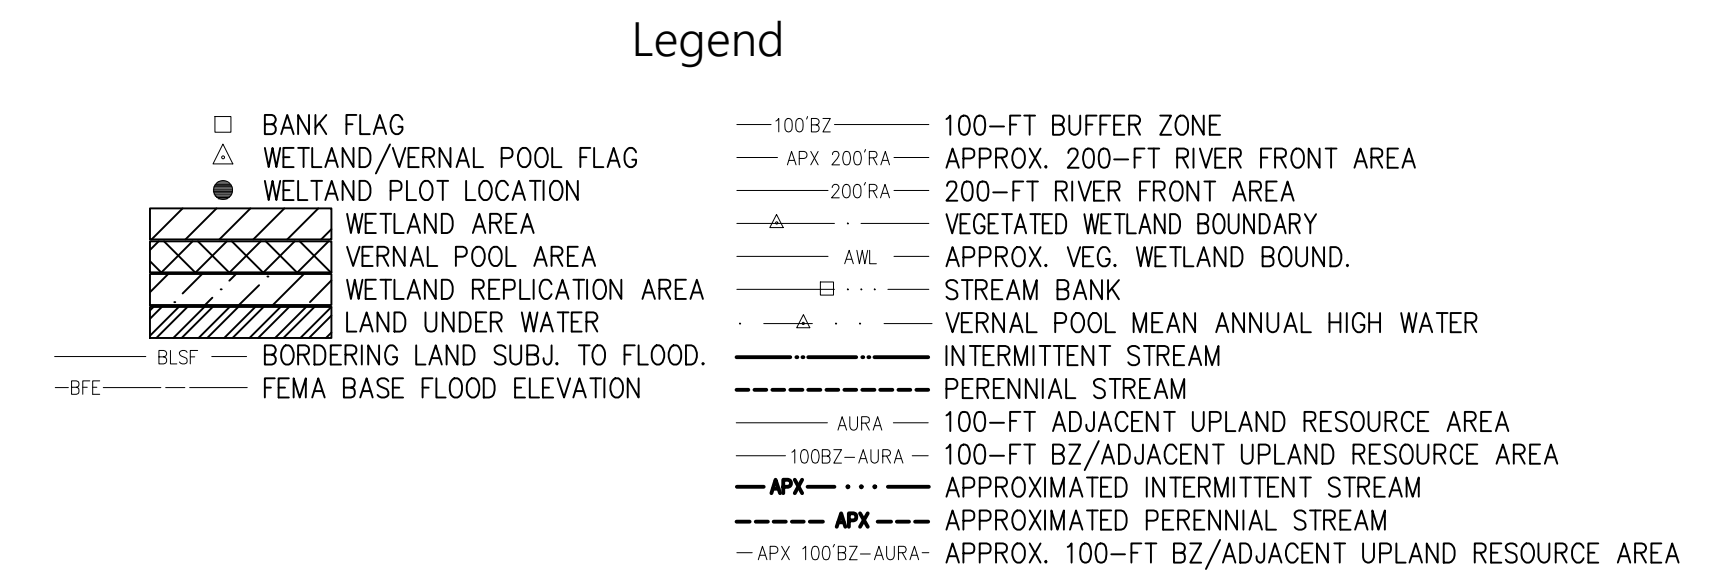 Legend
BANK FLAG
WETLAND/VERNAL POOL FLAG
WELTAND PLOT LOCATION
WETLAND AREA
VERNAL POOL AREA
WETLAND REPLICATION AREA
LAND UNDER WATER
BLSF BORDERING LAND SUBJ. TO FLOOD.
BFE FEMA BASE FLOOD ELEVATION
100'BZ 100-FT BUFFER ZONE
APX 200'RA APPROX. 200-FT RIVER FRONT AREA
200'RA 200-FT RIVER FRONT AREA
VEGETATED WETLAND BOUNDARY
AWL APPROX. VEG. WETLAND BOUND.
STREAM BANK
VERNAL POOL MEAN ANNUAL HIGH WATER
INTERMITTENT STREAM
PERENNIAL STREAM
AURA 100-FT ADJACENT UPLAND RESOURCE AREA
100BZ-AURA 100-FT BZ/ADJACENT UPLAND RESOURCE AREA
APX APPROXIMATED INTERMITTENT STREAM
APX APPROXIMATED PERENNIAL STREAM
APX 100'BZ-AURA APPROX. 100-FT BZ/ADJACENT UPLAND RESOURCE AREA